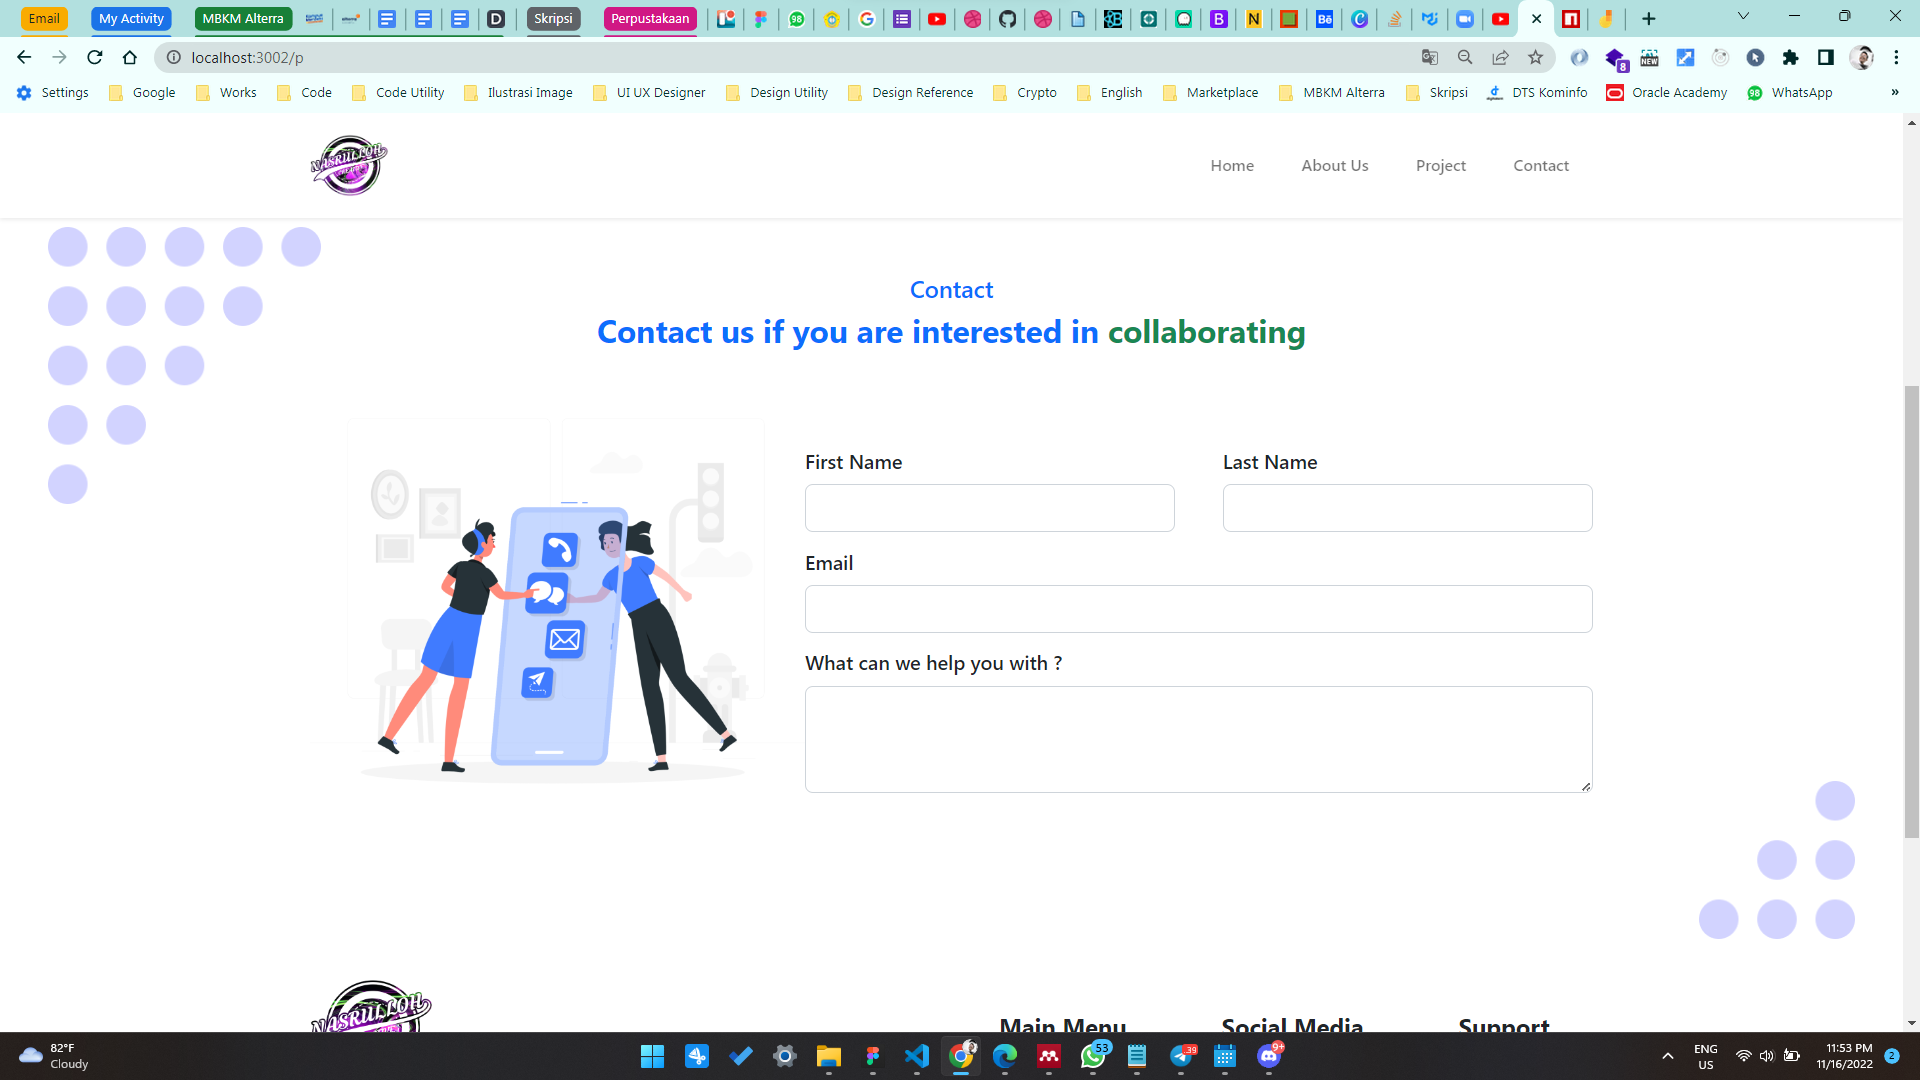 Email My Activity MBKM Alterra Skripsi Perpustakaan
localhost:3002/p
Settings Google Works Code Code Utility Ilustrasi Image UI UX Designer Design Utility Design Reference Crypto English Marketplace MBKM Alterra Skripsi DTS Kominfo Oracle Academy WhatsApp »
NASRULLOH
Home About Us Project Contact
Contact
Contact us if you are interested in collaborating
First Name Last Name
Email
What can we help you with ?
NASRULLOH
Main Menu Social Media Support
82°F
Cloudy
53
39
9+
ENG
US
11:53 PM
11/16/2022
2